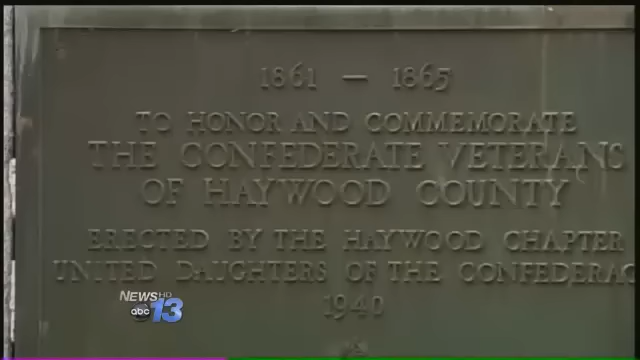 1861 — 1865
TO HONOR AND COMMEMORATE
THE CONFEDERATE VETERANS
OF HAYWOOD COUNTY
ERECTED BY THE HAYWOOD CHAPTER
UNITED DAUGHTERS OF THE CONFEDERAC
1940
NEWS HD
abc 13